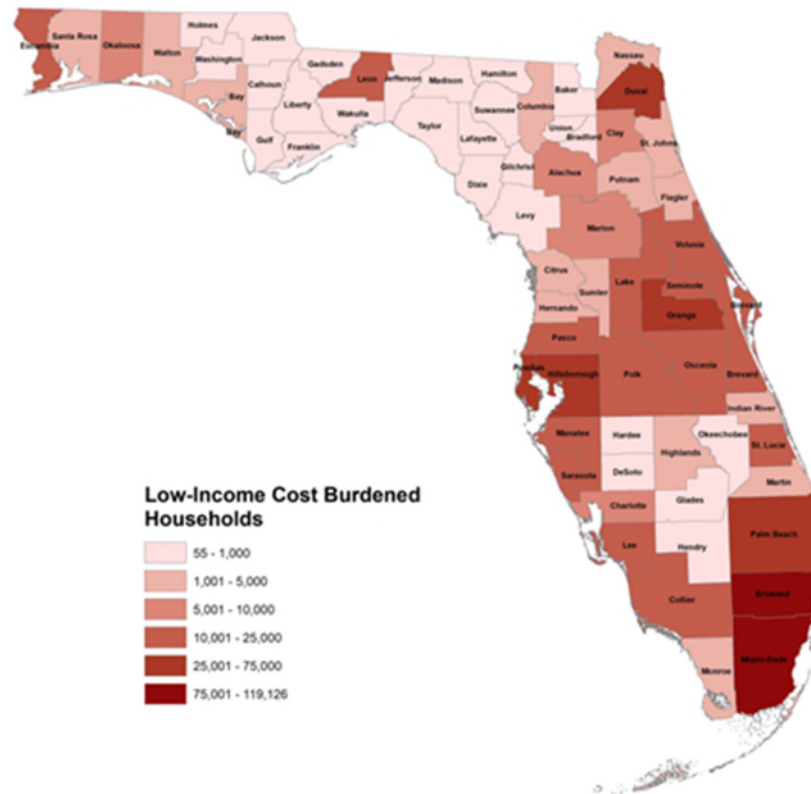 Holmes
Jackson
Santa Rosa
Okaloosa
Escambia
Walton
Washington
Nassau
Gadsden
Leon
Jefferson
Madison
Hamilton
Calhoun
Baker
Duval
Bay
Liberty
Columbia
Wakulla
Suwannee
Union
Clay
Bay
Taylor
Bradford
Lafayette
St. Johns
Gulf
Franklin
Gilchrist
Alachua
Putnam
Dixie
Flagler
Levy
Marion
Volusia
Citrus
Lake
Seminole
Sumter
Hernando
Brevard
Orange
Pasco
Osceola
Pinellas
Hillsborough
Polk
Brevard
Indian River
Manatee
Hardee
Okeechobee
St. Lucie
Highlands
DeSoto
Sarasota
Martin
Glades
Charlotte
Palm Beach
Lee
Hendry
Broward
Collier
Miami-Dade
Monroe
Low-Income Cost Burdened
Households
55 - 1,000
1,001 - 5,000
5,001 - 10,000
10,001 - 25,000
25,001 - 75,000
75,001 - 119,126